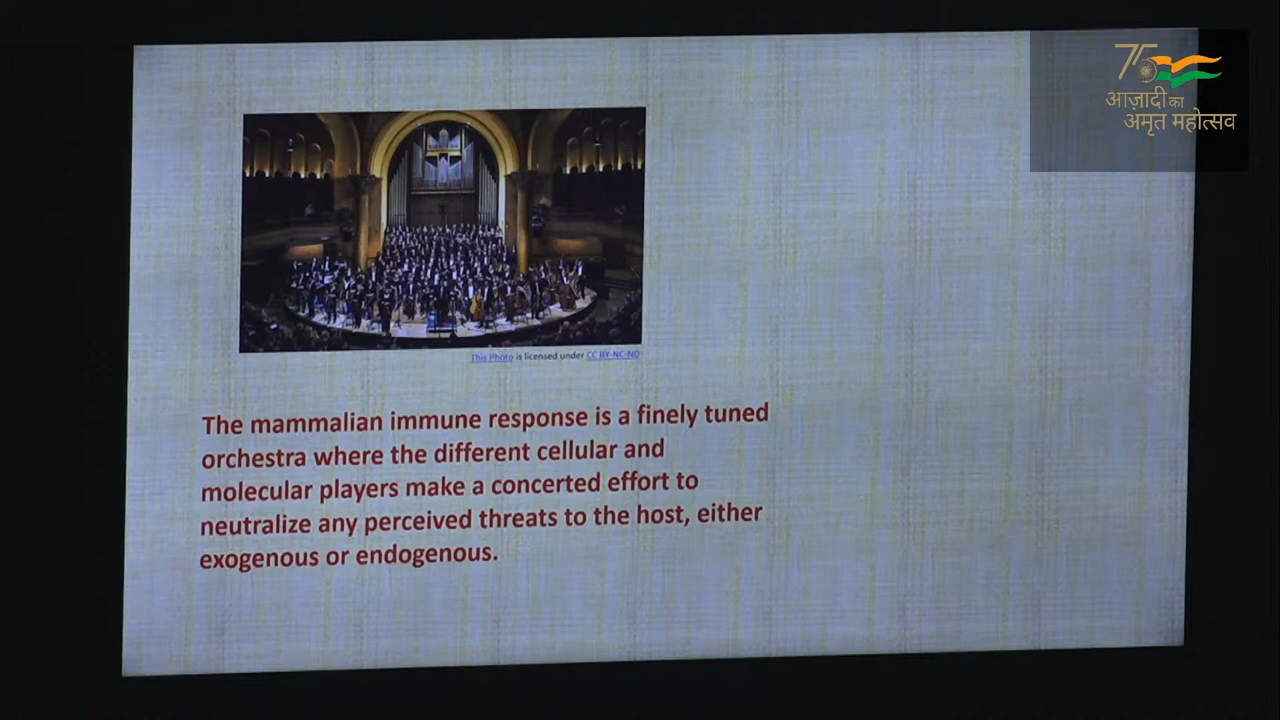 75
आज़ादी का
अमृत महोत्सव
This Photo is licensed under CC BY-NC-ND
The mammalian immune response is a finely tuned
orchestra where the different cellular and
molecular players make a concerted effort to
neutralize any perceived threats to the host, either
exogenous or endogenous.